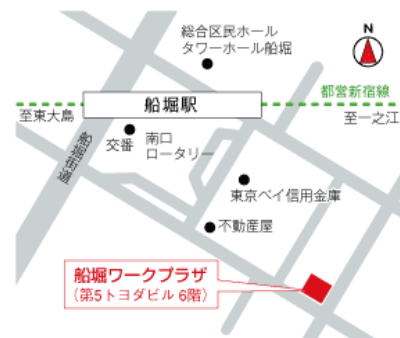 総合区民ホール
タワーホール船堀
N
都営新宿線
船堀駅
至東大島
至一之江
船堀街道
交番
南口
ロータリー
東京ベイ信用金庫
不動産屋
船堀ワークプラザ
（第5トヨダビル 6階）